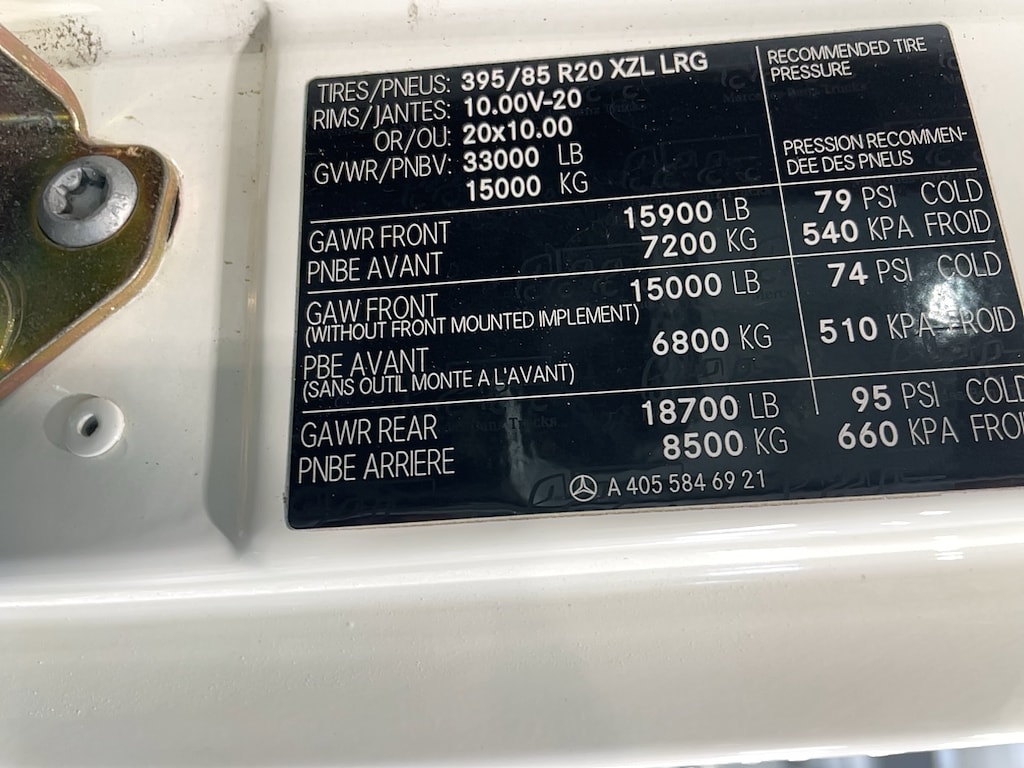 TIRES/PNEUS: 395/85 R20 XZL LRG
RIMS/JANTES: 10.00V-20
OR/OU: 20x10.00
GVWR/PNBV: 33000 LB
15000 KG
RECOMMENDED TIRE
PRESSURE
PRESSION RECOMMEN-
DEE DES PNEUS
GAWR FRONT 15900 LB 79 PSI COLD
PNBE AVANT 7200 KG 540 KPA FROID
GAW FRONT 15000 LB 74 PSI COLD
(WITHOUT FRONT MOUNTED IMPLEMENT)
PBE AVANT 6800 KG 510 KPA FROID
(SANS OUTIL MONTE A L'AVANT)
GAWR REAR 18700 LB 95 PSI COLD
PNBE ARRIERE 8500 KG 660 KPA FROI
A 405 584 69 21